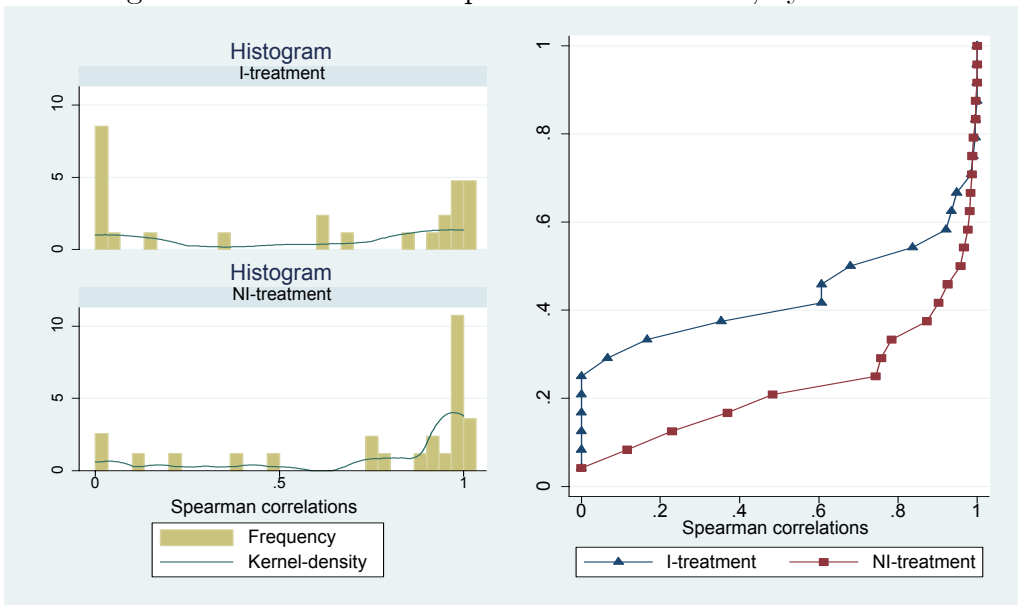 Histogram
I-treatment
10
5
0
Histogram
NI-treatment
10
5
0
0 .5 1
Spearman correlations
Frequency
Kernel-density
1
.8
.6
.4
.2
0
0 .2 .4 .6 .8 1
Spearman correlations
I-treatment NI-treatment